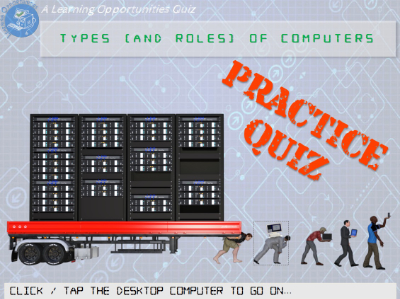 A Learning Opportunities Quiz
TYPES (AND ROLES) OF COMPUTERS
PRACTICE
QUIZ
CLICK / TAP THE DESKTOP COMPUTER TO GO ON...